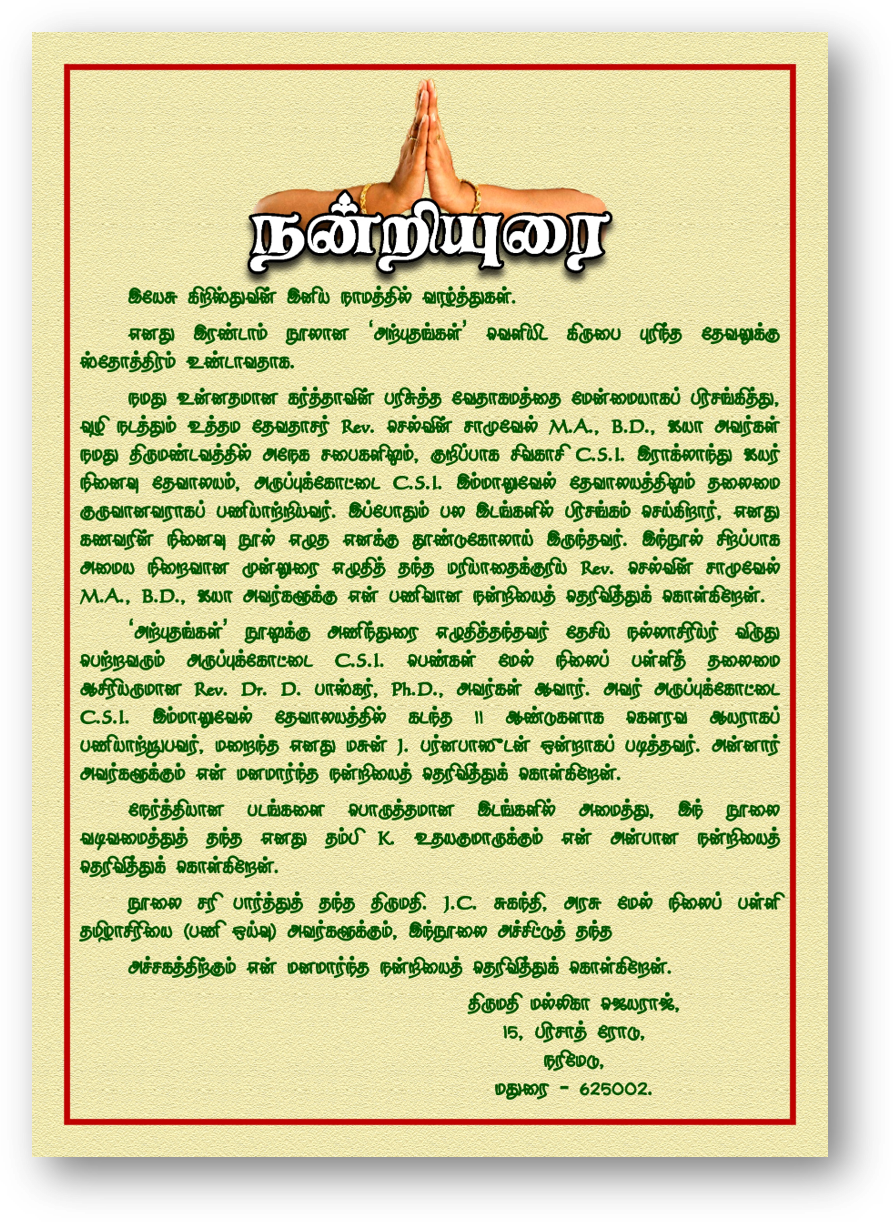 நன்றியுரை
இயேசு கிறிஸ்துவின் இனிய நாமத்தில் வாழ்த்துகள்.
எனது இரண்டாம் நூலான ‘அற்புதங்கள்’ வெளியிட கிருபை புரிந்த தேவனுக்கு
ஸ்தோத்திரம் உண்டாவதாக.
நமது உன்னதமான கர்த்தாவின் பரிசுத்த வேதாகமத்தை மேன்மையாகப் பிரசங்கித்து,
வழி நடத்தும் உத்தம தேவதாசர் Rev. செல்வின் சாமுவேல் M.A., B.D., ஐயா அவர்கள்
நமது திருமண்டலத்தில் அநேக சபைகளிலும், குறிப்பாக சிவகாசி C.S.I. இராக்லாந்து ஐயர்
நினைவு தேவாலயம், அருப்புக்கோட்டை C.S.I. இம்மானுவேல் தேவாலயத்திலும் தலைமை
குருவானவராகப் பணியாற்றியவர். இப்போதும் பல இடங்களில் பிரசங்கம் செய்கிறார், எனது
கணவரின் நினைவு நூல் எழுத எனக்கு தூண்டுகோலாய் இருந்தவர். இந்நூல் சிறப்பாக
அமைய நிறைவான முன்னுரை எழுதித் தந்த மரியாதைக்குரிய Rev. செல்வின் சாமுவேல்
M.A., B.D., ஐயா அவர்களுக்கு என் பணிவான நன்றியைத் தெரிவித்துக் கொள்கிறேன்.
‘அற்புதங்கள்’ நூலுக்கு அணிந்துரை எழுதித்தந்தவர் தேசிய நல்லாசிரியர் விருது
பெற்றவரும் அருப்புக்கோட்டை C.S.I. பெண்கள் மேல் நிலைப் பள்ளித் தலைமை
ஆசிரியருமான Rev. Dr. D. பாஸ்கர், Ph.D., அவர்கள் ஆவார். அவர் அருப்புக்கோட்டை
C.S.I. இம்மானுவேல் தேவாலயத்தில் கடந்த 11 ஆண்டுகளாக கௌரவ ஆயராகப்
பணியாற்றுபவர், மறைந்த எனது மகன் J. பர்னபாஸுடன் ஒன்றாகப் படித்தவர். அன்னார்
அவர்களுக்கும் என் மனமார்ந்த நன்றியைத் தெரிவித்துக் கொள்கிறேன்.
நேர்த்தியான படங்களை பொருத்தமான இடங்களில் அமைத்து, இந் நூலை
வடிவமைத்துத் தந்த எனது தம்பி K. உதயகுமாருக்கும் என் அன்பான நன்றியைத்
தெரிவித்துக் கொள்கிறேன்.
நூலை சரி பார்த்துத் தந்த திருமதி. J.C. சுகந்தி, அரசு மேல் நிலைப் பள்ளி
தமிழாசிரியை (பணி ஓய்வு) அவர்களுக்கும், இந்நூலை அச்சிட்டுத் தந்த
அச்சகத்திற்கும் என் மனமார்ந்த நன்றியைத் தெரிவித்துக் கொள்கிறேன்.
திருமதி மல்லிகா ஜெயராஜ்,
15, பிரசாத் ரோடு,
நரிமேடு,
மதுரை – 625002.